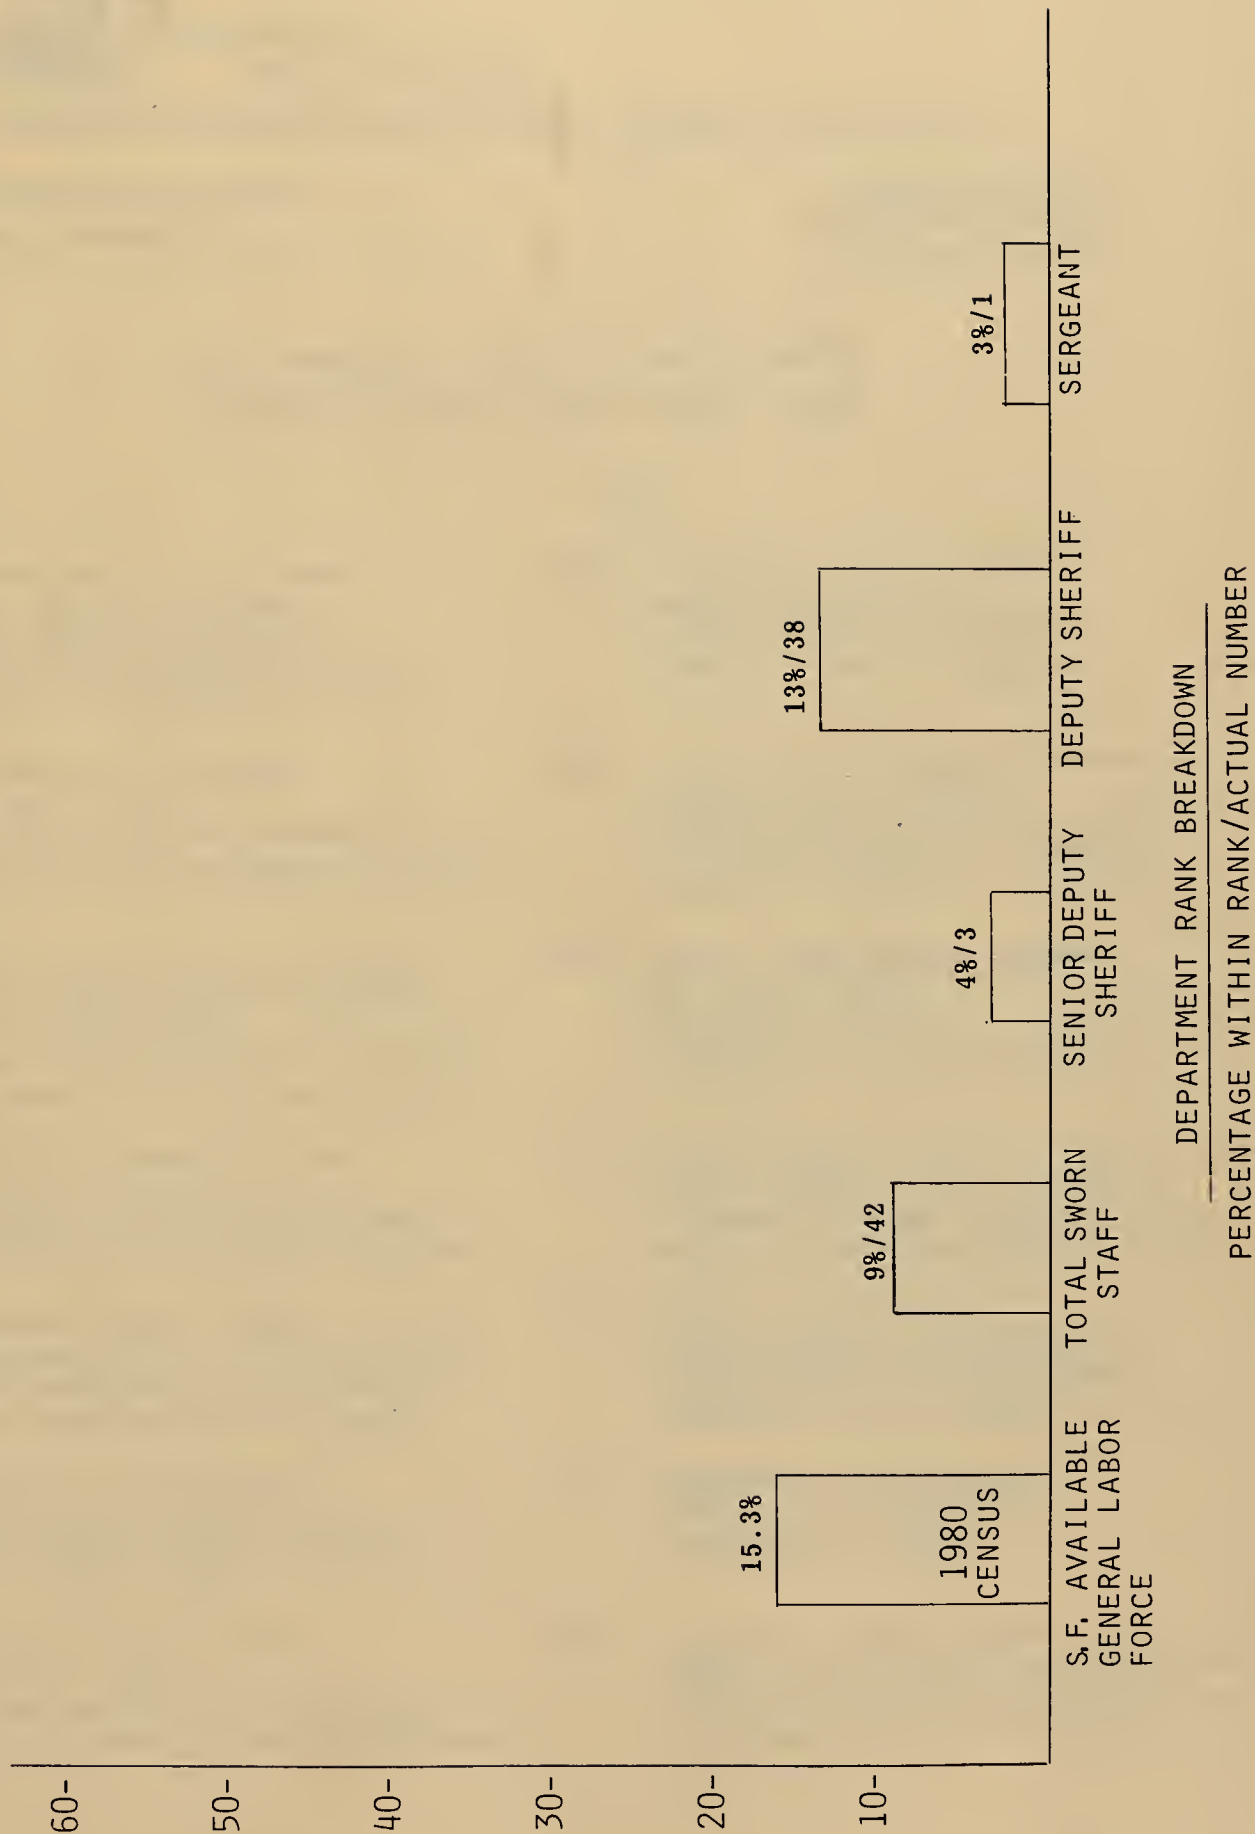 60-
50-
40-
30-
20-
10-
15.3%
1980
CENSUS
9%/42
4%/3
13%/38
3%/1
S.F. AVAILABLE
GENERAL LABOR
FORCE
TOTAL SWORN
STAFF
SENIOR DEPUTY
SHERIFF
DEPUTY SHERIFF
SERGEANT
DEPARTMENT RANK BREAKDOWN
PERCENTAGE WITHIN RANK/ACTUAL NUMBER